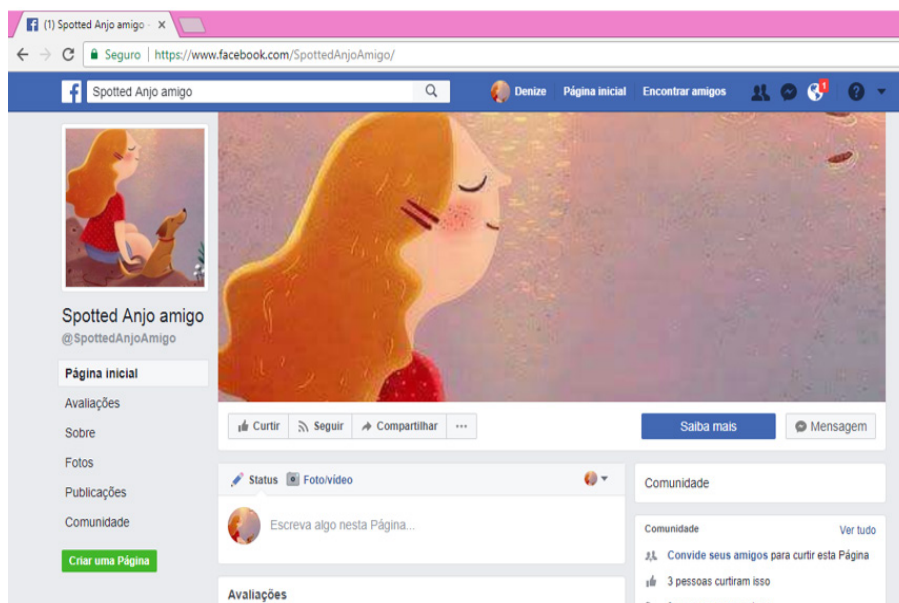 (1) Spotted Anjo amigo -
Seguro | https://www.facebook.com/SpottedAnjoAmigo/
Spotted Anjo amigo
Denize Página inicial Encontrar amigos
1
Spotted Anjo amigo
@SpottedAnjoAmigo
Página inicial
Avaliações
Sobre
Fotos
Publicações
Comunidade
Criar uma Página
Curtir Seguir Compartilhar ...
Saiba mais Mensagem
Status Foto/vídeo
Escreva algo nesta Página...
Avaliações
Comunidade
Comunidade Ver tudo
Convide seus amigos para curtir esta Página
3 pessoas curtiram isso